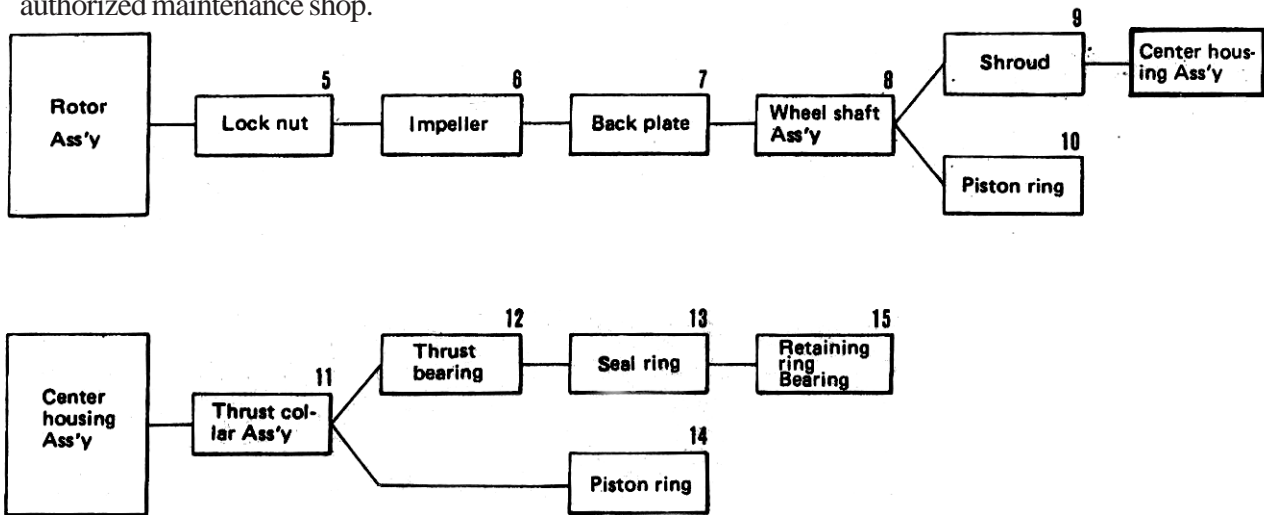 authorized maintenance shop.
9
Shroud
Center hous-
ing Ass'y
5
6
7
8
Rotor
Ass'y
Lock nut
Impeller
Back plate
Wheel shaft
Ass'y
10
Piston ring
12
13
15
Thrust
bearing
Seal ring
Retaining
ring
Bearing
11
Center
housing
Ass'y
Thrust col-
lar Ass'y
14
Piston ring